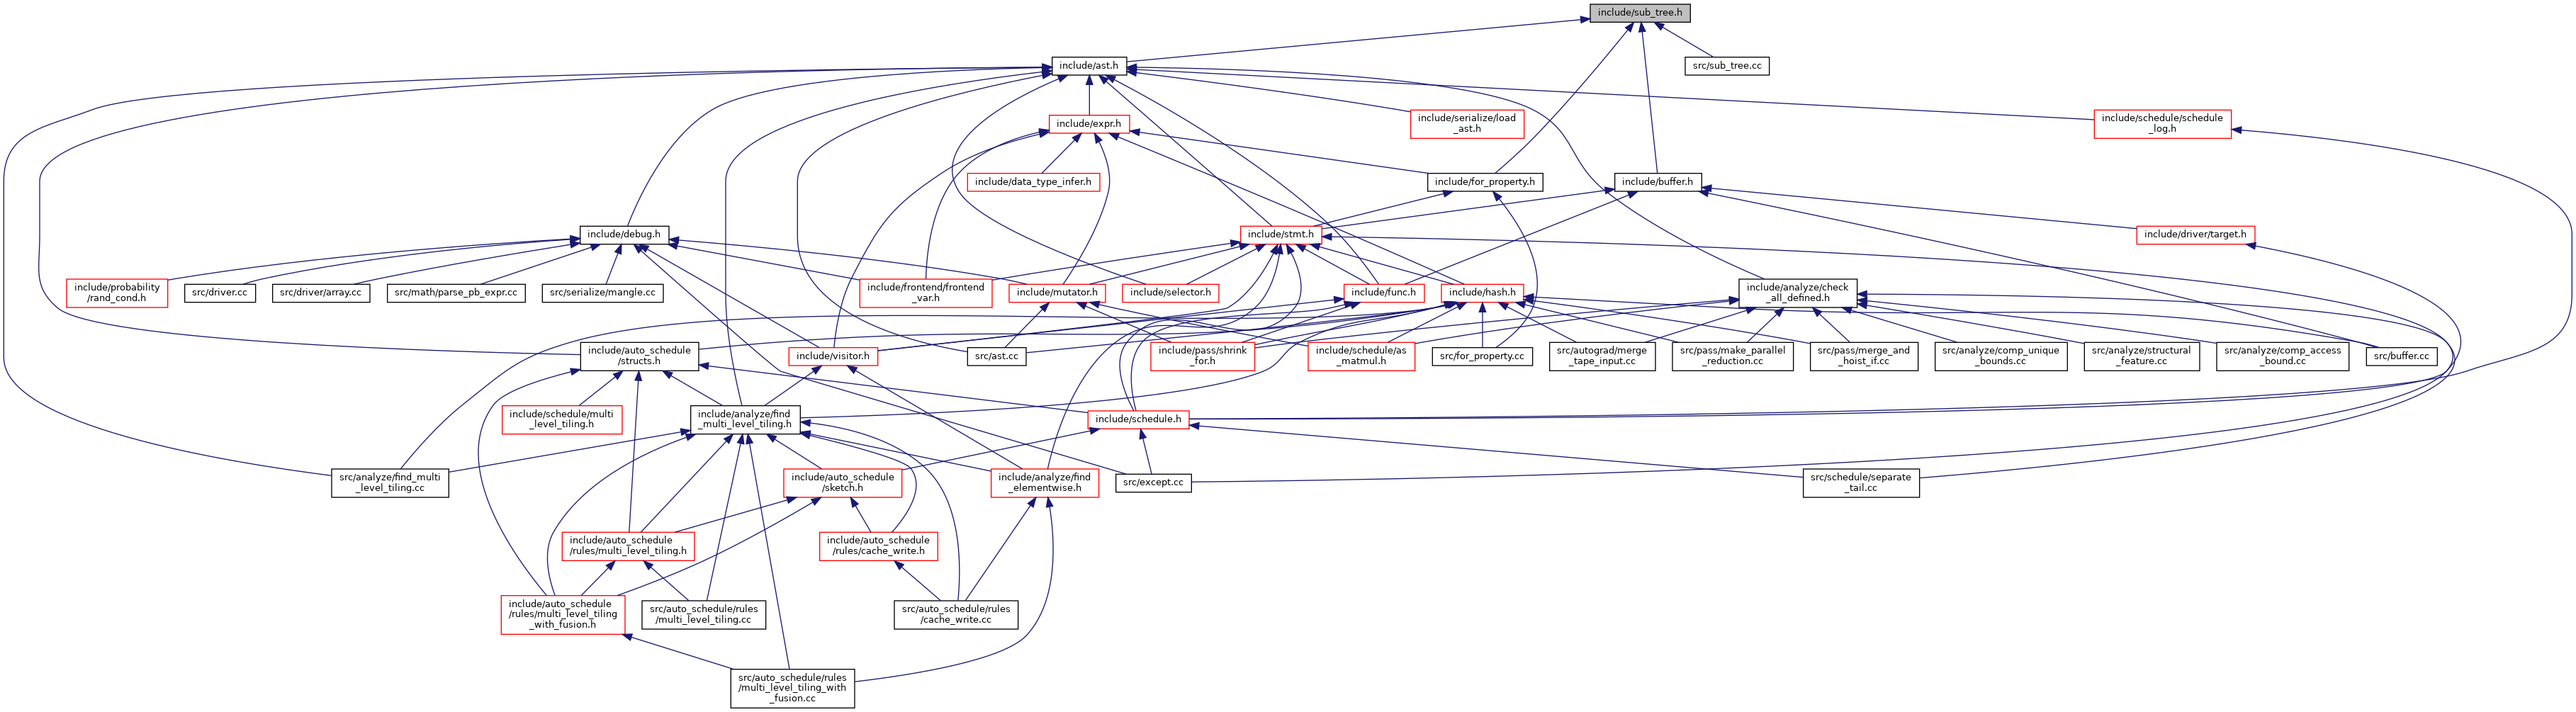 include/sub_tree.h
include/ast.h
src/sub_tree.cc
include/expr.h
include/serialize/load
_ast.h
include/schedule/schedule
_log.h
include/data_type_infer.h
include/for_property.h
include/buffer.h
include/debug.h
include/stmt.h
include/driver/target.h
include/probability
/rand_cond.h
src/driver.cc
src/driver/array.cc
src/math/parse_pb_expr.cc
src/serialize/mangle.cc
include/frontend/frontend
_var.h
include/mutator.h
include/selector.h
include/func.h
include/hash.h
include/analyze/check
_all_defined.h
include/auto_schedule
/structs.h
include/visitor.h
src/ast.cc
include/pass/shrink
_for.h
include/schedule/as
_matmul.h
src/for_property.cc
src/autograd/merge
_tape_input.cc
src/pass/make_parallel
_reduction.cc
src/pass/merge_and
_hoist_if.cc
src/analyze/comp_unique
_bounds.cc
src/analyze/structural
_feature.cc
src/analyze/comp_access
_bound.cc
src/buffer.cc
include/schedule/multi
_level_tiling.h
include/analyze/find
_multi_level_tiling.h
include/schedule.h
src/analyze/find_multi
_level_tiling.cc
include/auto_schedule
/sketch.h
include/analyze/find
_elementwise.h
src/except.cc
src/schedule/separate
_tail.cc
include/auto_schedule
/rules/multi_level_tiling.h
include/auto_schedule
/rules/cache_write.h
include/auto_schedule
/rules/multi_level_tiling
_with_fusion.h
src/auto_schedule/rules
/multi_level_tiling.cc
src/auto_schedule/rules
/cache_write.cc
src/auto_schedule/rules
/multi_level_tiling_with
_fusion.cc